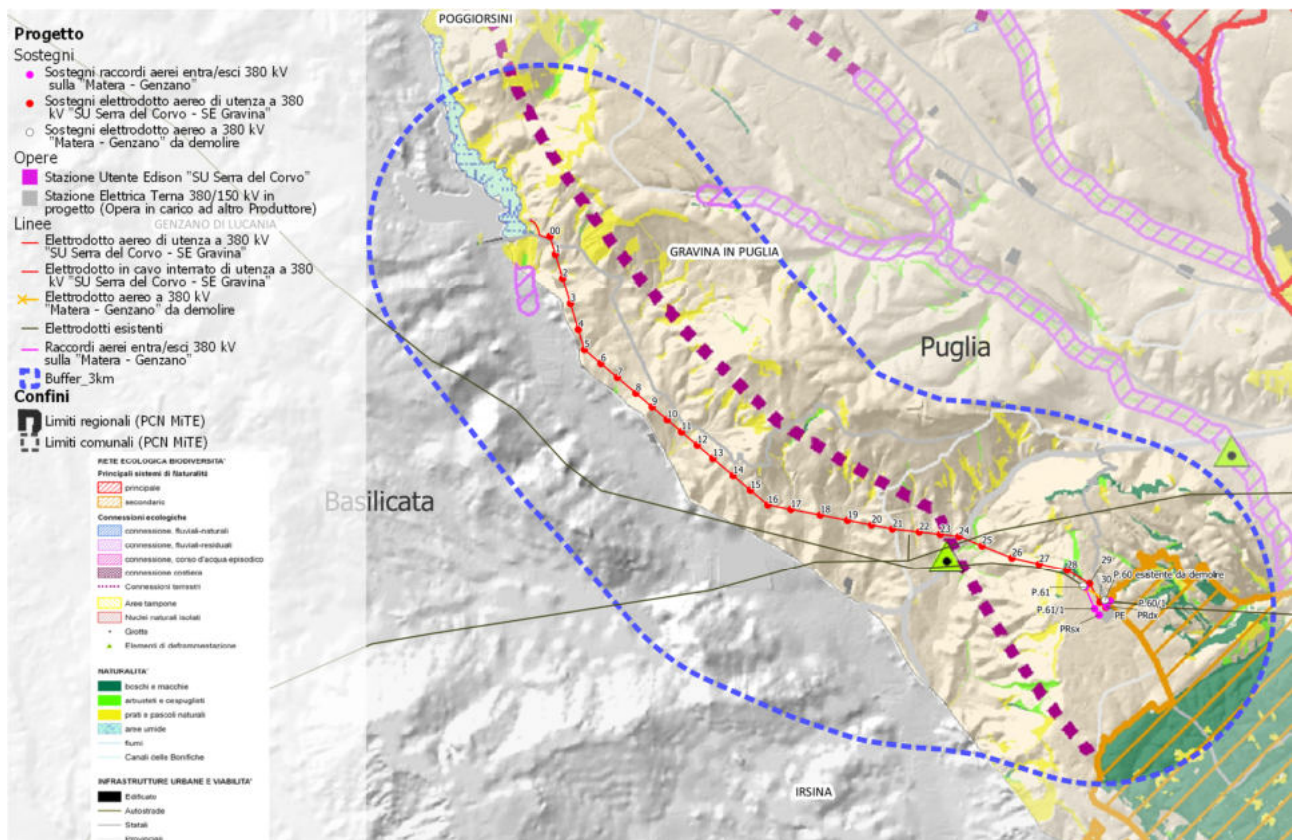 Progetto
Sostegni
Sostegni raccordi aerei entra/esci 380 kV
sulla "Matera - Genzano"
Sostegni elettrodotto aereo di utenza a 380
kV "SU Serra del Corvo - SE Gravina"
Sostegni elettrodotto aereo a 380 kV
"Matera - Genzano" da demolire
Opere
Stazione Utente Edison "SU Serra del Corvo"
Stazione Elettrica Terna 380/150 kV in
progetto (Opera in carico ad altro Produttore)
Linee
Elettrodotto aereo di utenza a 380 kV
"SU Serra del Corvo - SE Gravina"
Elettrodotto in cavo interrato di utenza a 380
kV "SU Serra del Corvo - SE Gravina"
Elettrodotto aereo a 380 kV
"Matera - Genzano" da demolire
Elettrodotti esistenti
Raccordi aerei entra/esci 380 kV
sulla "Matera - Genzano"
Buffer_3km
Confini
Limiti regionali (PCN MiTE)
Limiti comunali (PCN MiTE)
RETE ECOLOGICA BIODIVERSITA'
Principali sistemi di Naturalità
principale
secondario
Connessioni ecologiche
connessione, fluviali-naturali
connessione, fluviali-residuali
connessione, corso d'acqua episodico
connessione costiera
Connessioni terrestri
Aree tampone
Nuclei naturali isolati
Grotte
Elementi di deframmentazione
NATURALITA'
boschi e macchie
arbusteti e cespuglieti
prati e pascoli naturali
aree umide
fiumi
Canali delle Bonifiche
INFRASTRUTTURE URBANE E VIABILITA'
Edificato
Autostrade
Statali
Provinciali
POGGIORSINI
GENZANO DI LUCANIA
GRAVINA IN PUGLIA
Puglia
Basilicata
IRSINA
00
1
2
3
4
5
6
7
8
9
10
11
12
13
14
15
16
17
18
19
20
21
22
23
24
25
26
27
28
29
P.60 esistente da demolire
30
P.61
P.61/1
P.60/1
PE
PRdx
PRsx